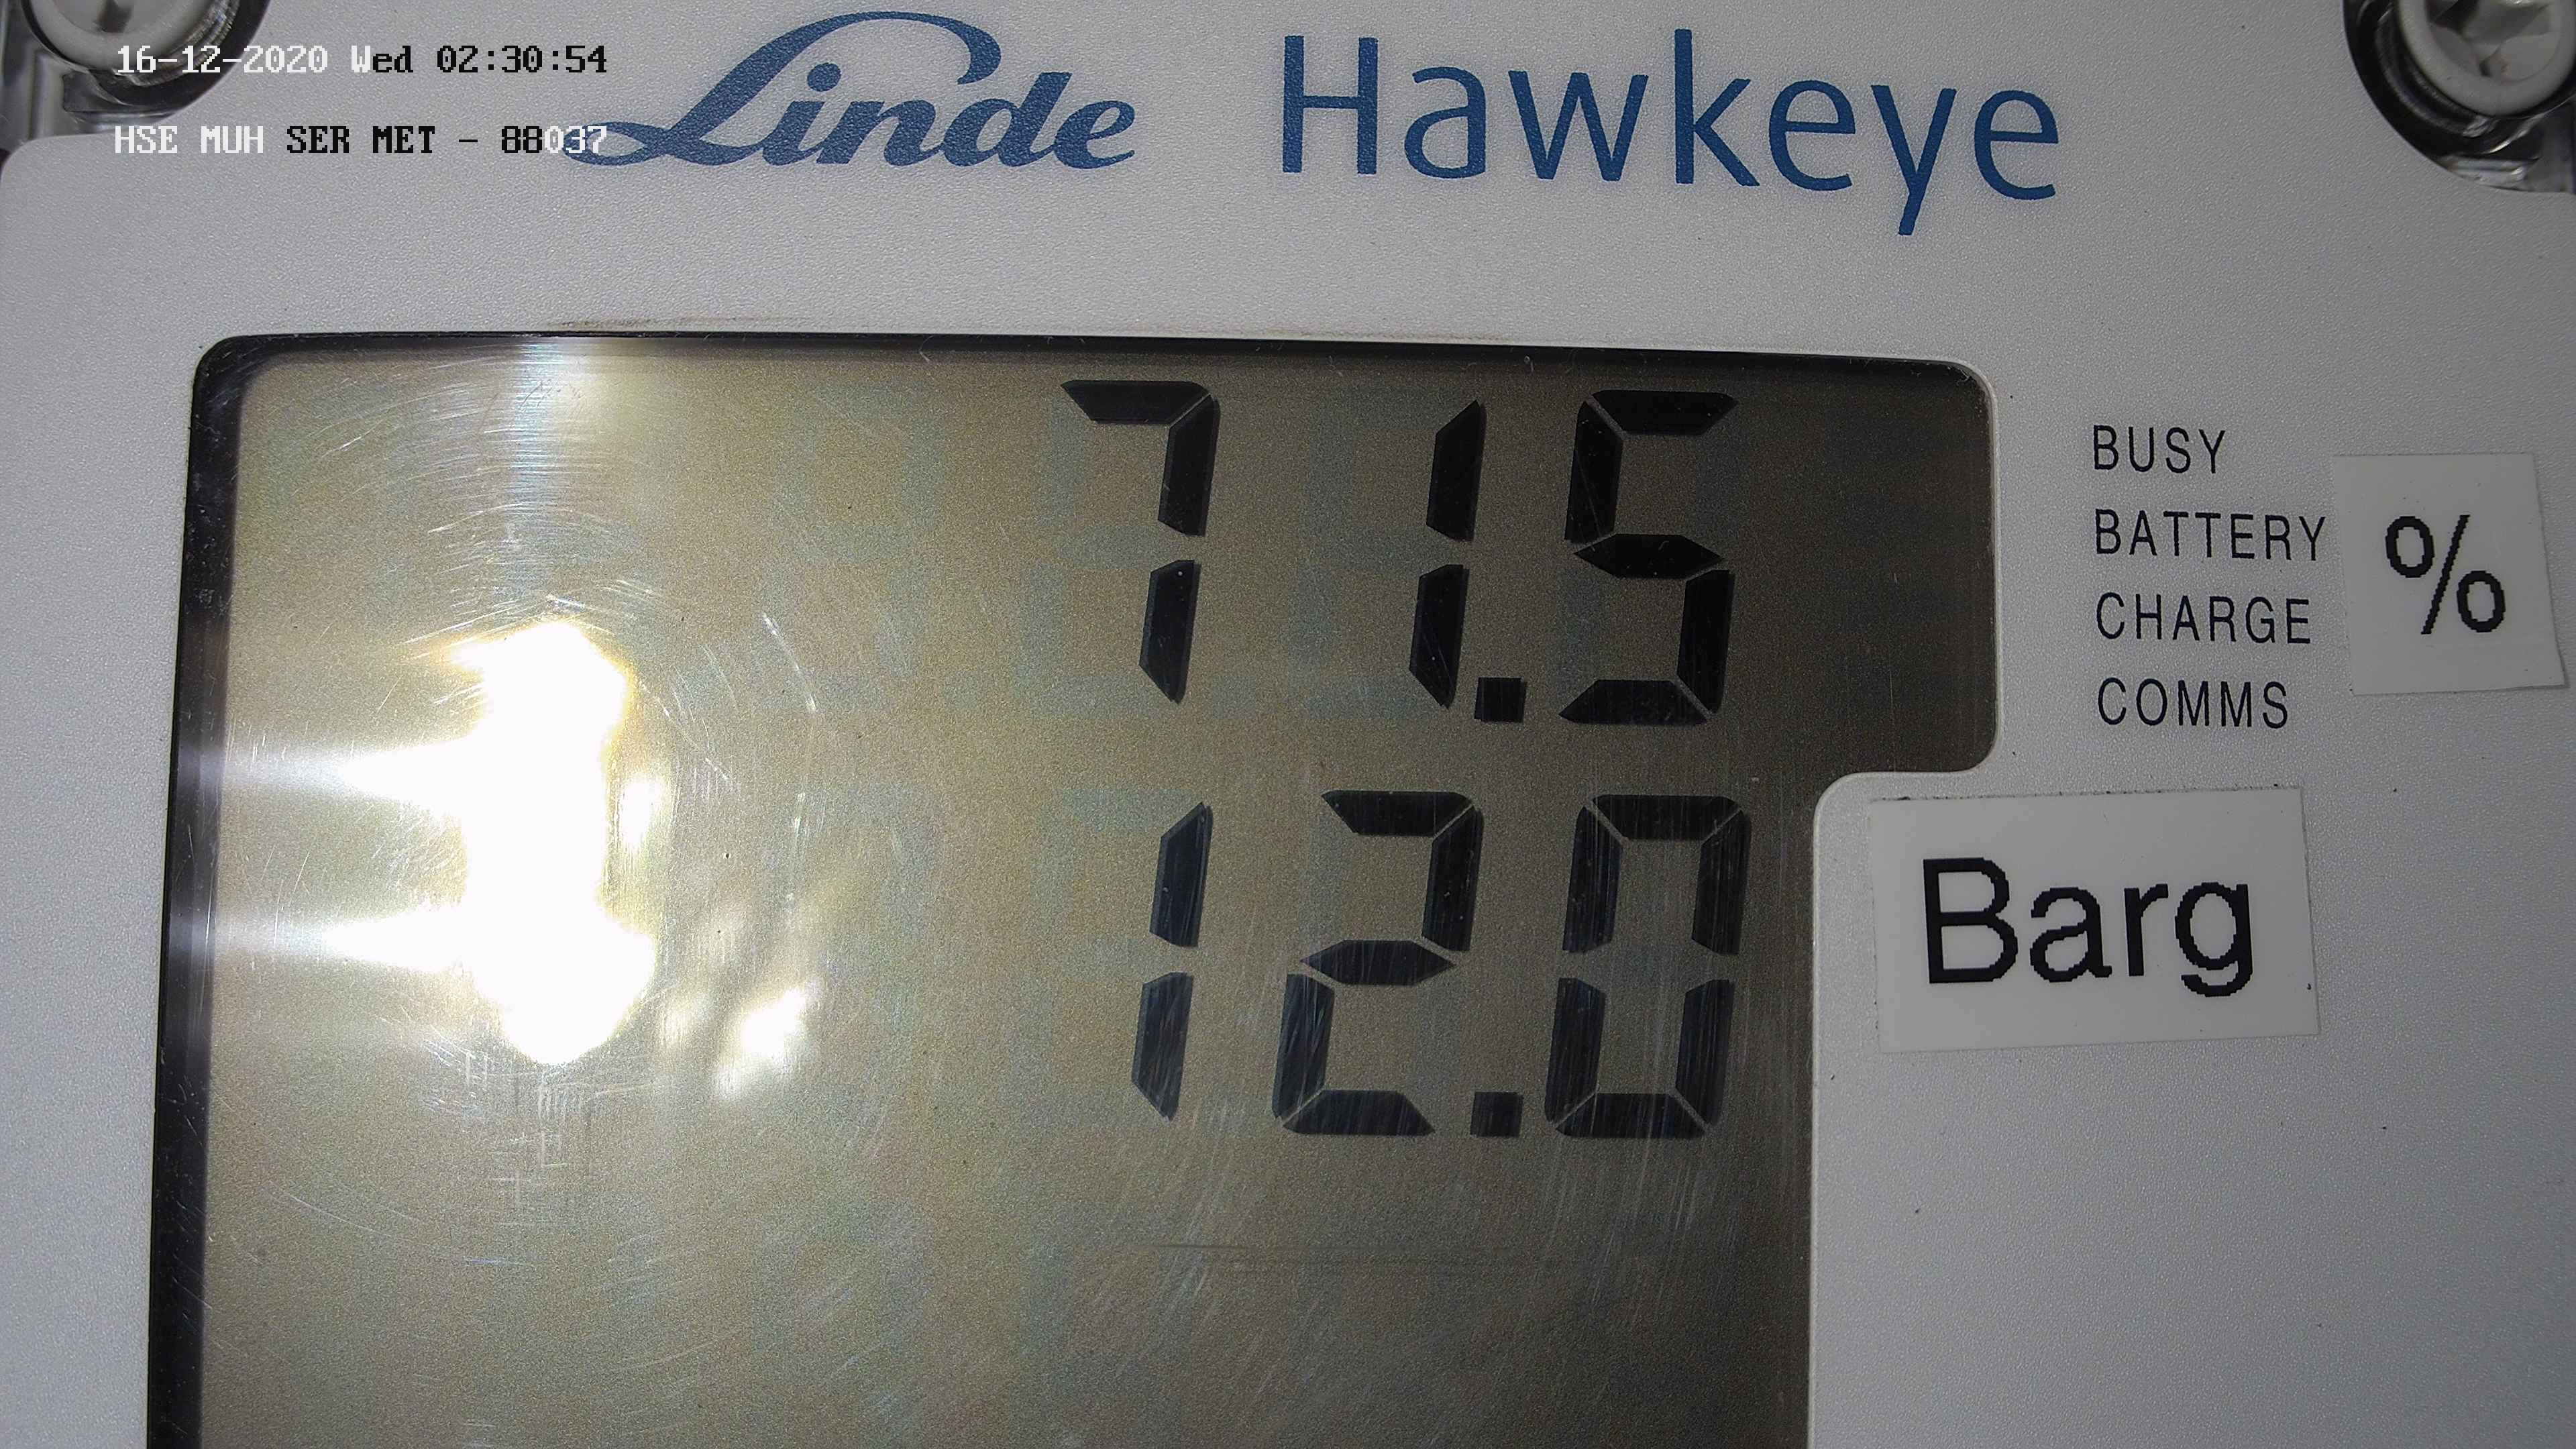 16-12-2020 Wed 02:30:54
HSE MUH SER MET - 88037
Linde Hawkeye
71.5
BUSY
BATTERY
CHARGE
COMMS
%
12.0
Barg